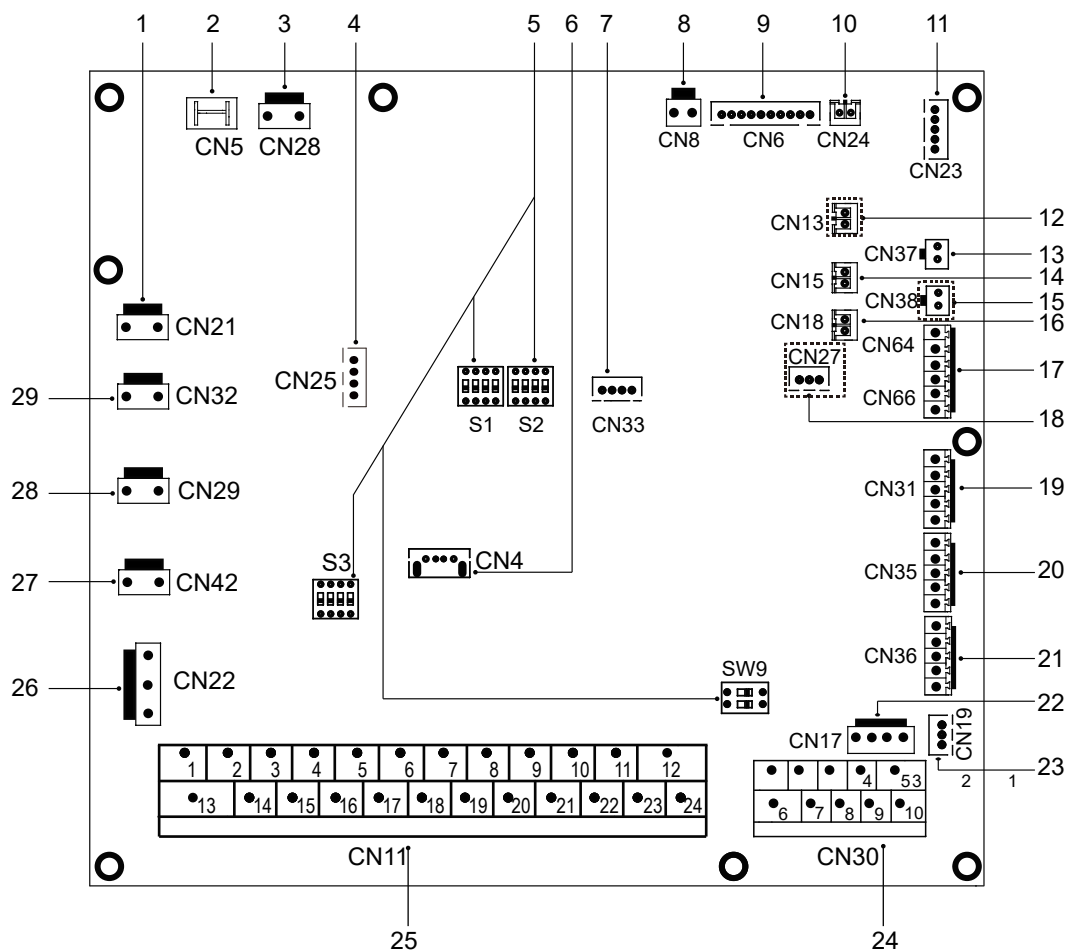 1 2 3 4 5 6 7 8 9 10 11
CN5 CN28 CN8 CN6 CN24
CN23
CN13 12
CN37 13
CN15 14
CN38 15
CN18 16
CN21
CN64
CN27
CN25
29 CN32 CN66 17
S1 S2 CN33
18
28 CN29 CN31 19
S3 CN4
27 CN42 CN35 20
CN36 21
26 CN22 SW9
22
CN17 CN19
23
1 2 3 4 5 6 7 8 9 10 11 12
4 53 2 1
13 14 15 16 17 18 19 20 21 22 23 24
6 7 8 9 10
CN11 CN30
25 24